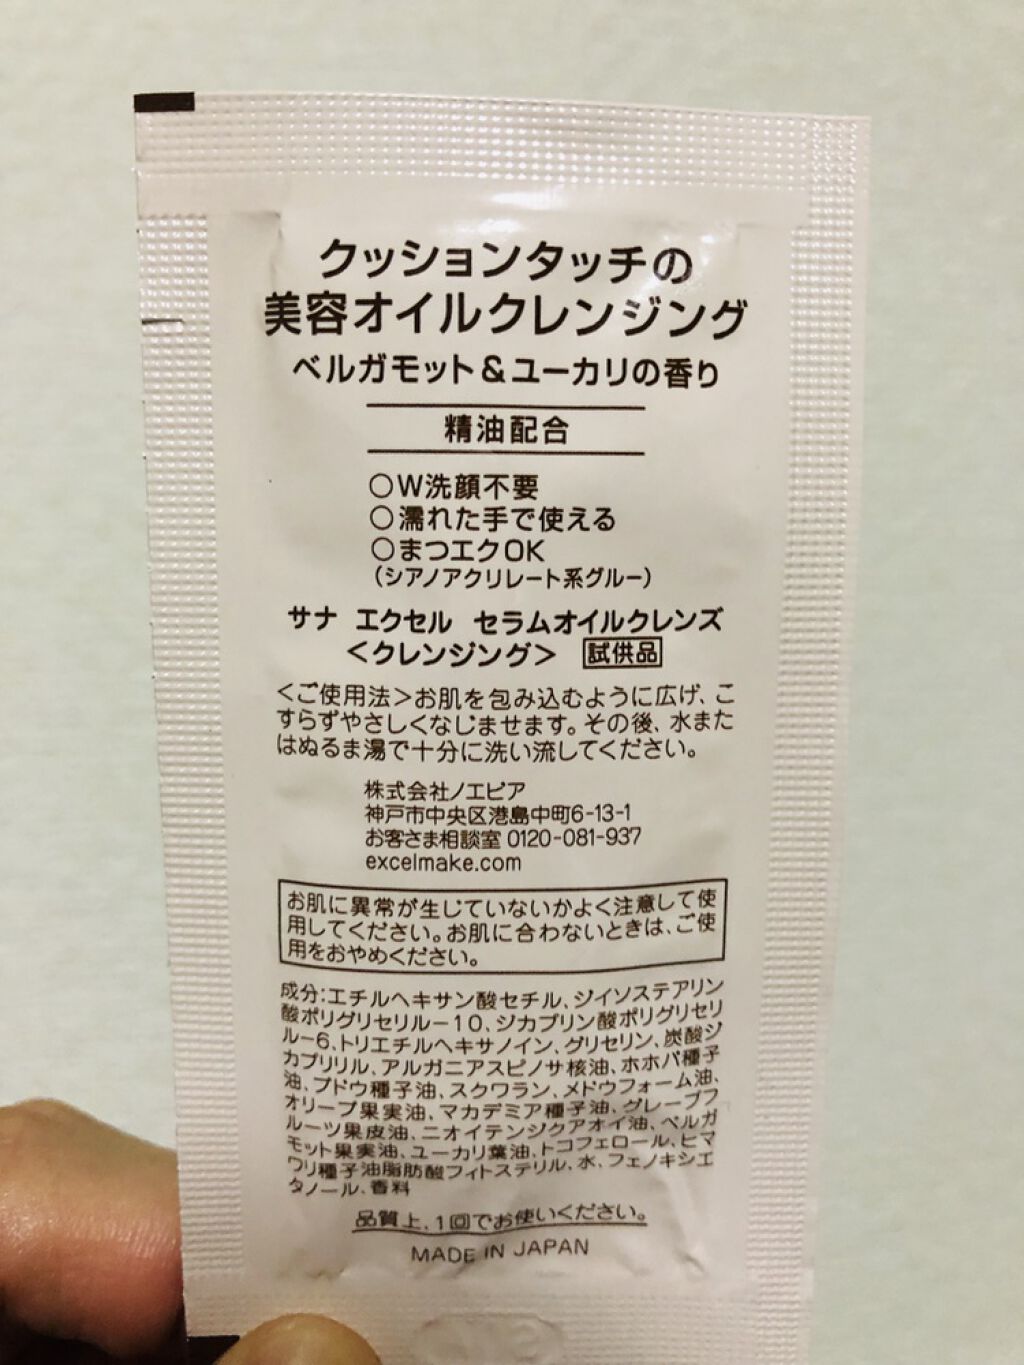 クッションタッチの
美容オイルクレンジング
ベルガモット&ユーカリの香り
精油配合
○W洗顔不要
○濡れた手で使える
○まつエクOK
(シアノアクリレート系グルー)
サナ エクセル セラムオイルクレンズ
<クレンジング> 試供品
<ご使用法>お肌を包み込むように広げ、こ
すらずやさしくなじませます。その後、水また
はぬるま湯で十分に洗い流してください。
株式会社ノエビア
神戸市中央区港島中町6-13-1
お客さま相談室 0120-081-937
excelmake.com
お肌に異常が生じていないかよく注意して使
用してください。お肌に合わないときは、ご使
用をおやめください。
成分:エチルヘキサン酸セチル、ジイソステアリン
酸ポリグリセリル-10、ジカプリン酸ポリグリセリ
ル-6、トリエチルヘキサノイン、グリセリン、炭酸ジ
カプリリル、アルガニアスピノサ核油、ホホバ種子
油、ブドウ種子油、スクワラン、メドウフォーム油、
オリーブ果実油、マカデミア種子油、グレープフ
ルーツ果皮油、ニオイテンジクアオイ油、ベルガ
モット果実油、ユーカリ葉油、トコフェロール、ヒマ
ワリ種子油脂肪酸フィトステリル、水、フェノキシエ
タノール、香料
品質上、1回でお使いください。
MADE IN JAPAN